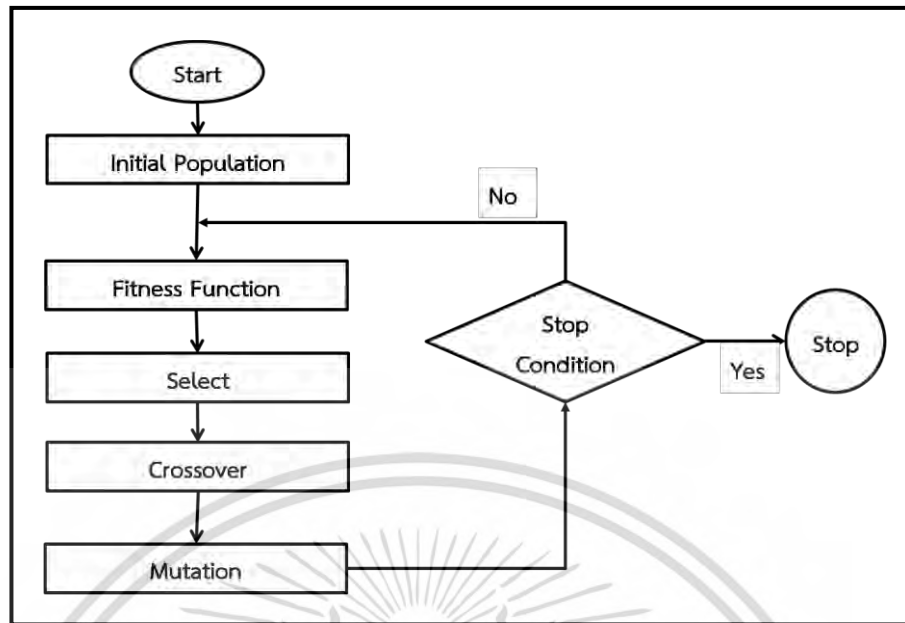 Start
Initial Population
No
Fitness Function
Stop
Condition
Stop
Yes
Select
Crossover
Mutation